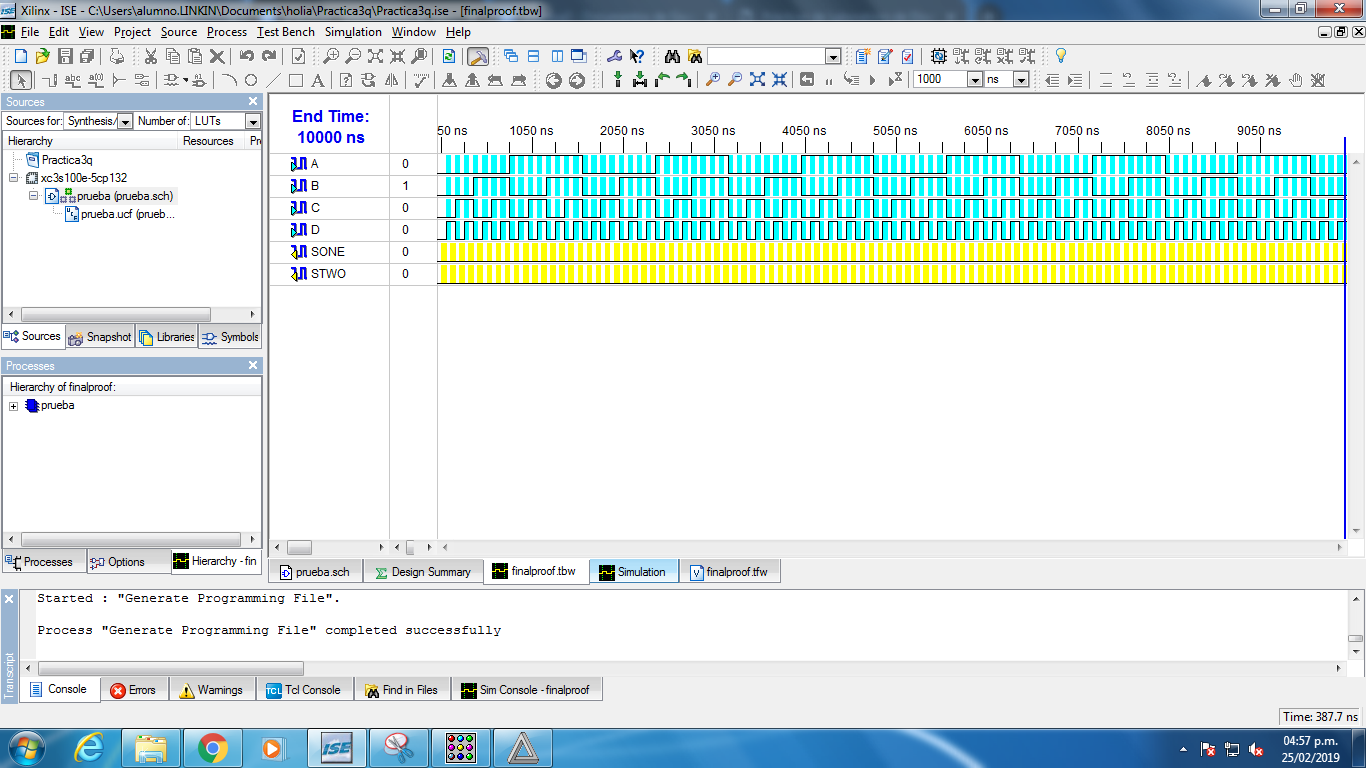 Xilinx - ISE - C:\Users\alumno.LINKIN\Documents\holia\Practica3q\Practica3q.ise - [finalproof.tbw]
File Edit View Project Source Process Test Bench Simulation Window Help
1000 ns
Sources
Sources for: Synthesis/ Number of: LUTs
Hierarchy Resources Pr
Practica3q
xc3s100e-5cp132
prueba (prueba.sch)
prueba.ucf (prueb...
Sources Snapshot Libraries Symbols
Processes
Hierarchy of finalproof:
prueba
Processes Options Hierarchy - fin
End Time:
10000 ns
50 ns 1050 ns 2050 ns 3050 ns 4050 ns 5050 ns 6050 ns 7050 ns 8050 ns 9050 ns
A 0
B 1
C 0
D 0
SONE 0
STWO 0
prueba.sch Design Summary finalproof.tbw Simulation finalproof.tfw
Started : "Generate Programming File".
Process "Generate Programming File" completed successfully
Transcript
Console Errors Warnings Tcl Console Find in Files Sim Console - finalproof
Time: 387.7 ns
ISE
04:57 p.m.
25/02/2019